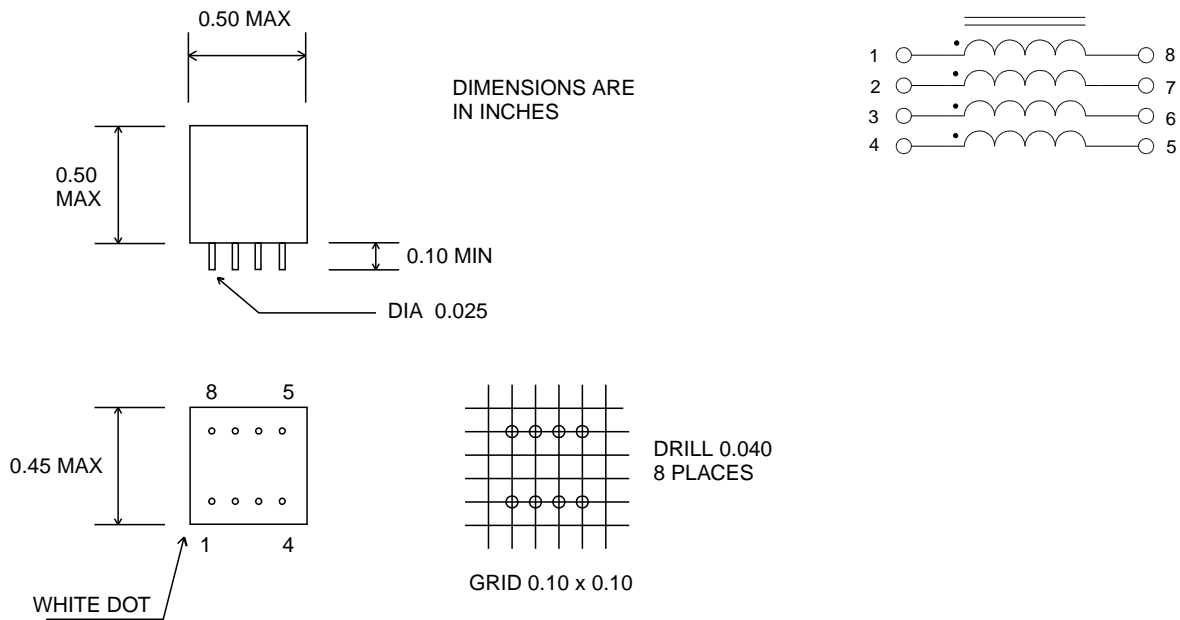 0.50 MAX
DIMENSIONS ARE
IN INCHES
0.50
MAX
0.10 MIN
DIA 0.025
1
8
2
7
3
6
4
5
8
5
0.45 MAX
1
4
WHITE DOT
DRILL 0.040
8 PLACES
GRID 0.10 x 0.10